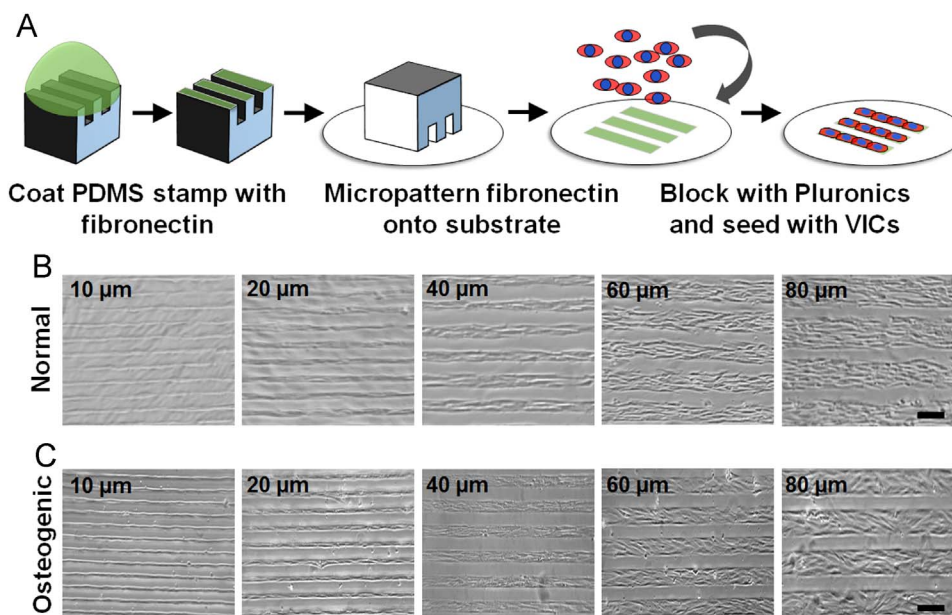 A
Coat PDMS stamp with
fibronectin
Micropattern fibronectin
onto substrate
Block with Pluronics
and seed with VICs
B
Normal
10 µm
20 µm
40 µm
60 µm
80 µm
C
Osteogenic
10 µm
20 µm
40 µm
60 µm
80 µm